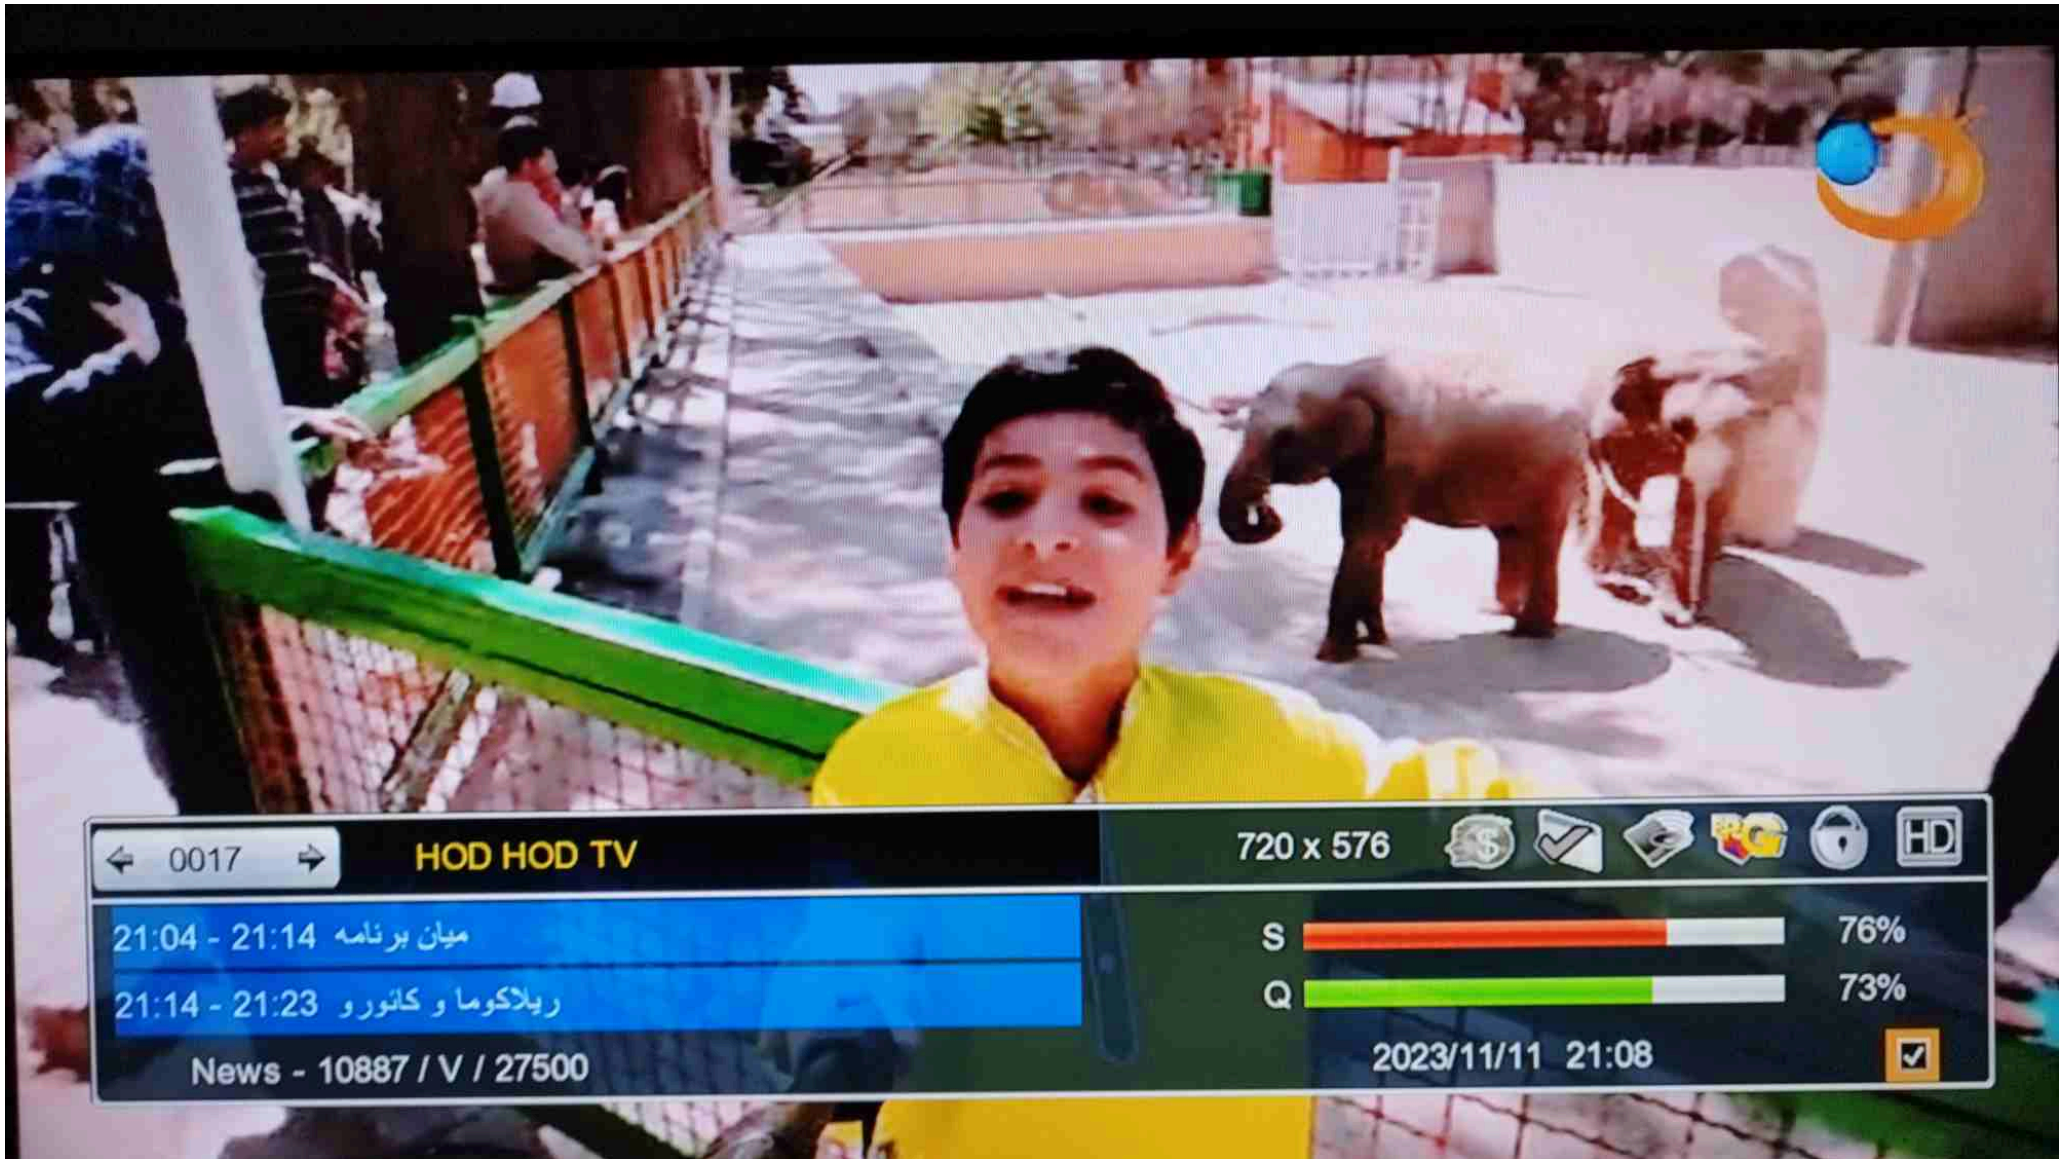 0017
HOD HOD TV
720 x 576
HD
21:04 - 21:14 میان برنامه
S 76%
21:14 - 21:23 ریلاکوما و کائورو
Q 73%
News - 10887 / V / 27500
2023/11/11 21:08